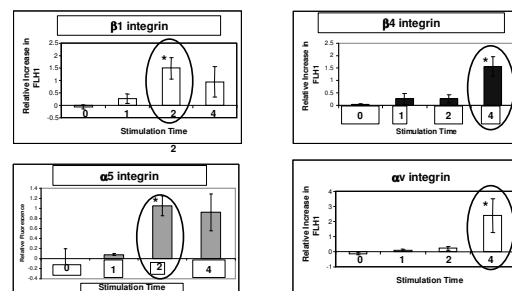 β1 integrin
Relative Increase in
FLH1
2.5
2
1.5
1
0.5
0
-0.5
*
0 1 2 4
Stimulation Time
2
β4 integrin
Relative Increase in
FLH1
2.5
2
1.5
1
0.5
0
*
0 1 2 4
Stimulation Time
α5 integrin
Relative Fluorescence
1.4
1.2
1
0.8
0.6
0.4
0.2
0
-0.2
-0.4
*
0 1 2 4
Stimulation Time
αv integrin
Relative Increase in
FLH1
4
3
2
1
0
-1
*
0 1 2 4
Stimulation Time